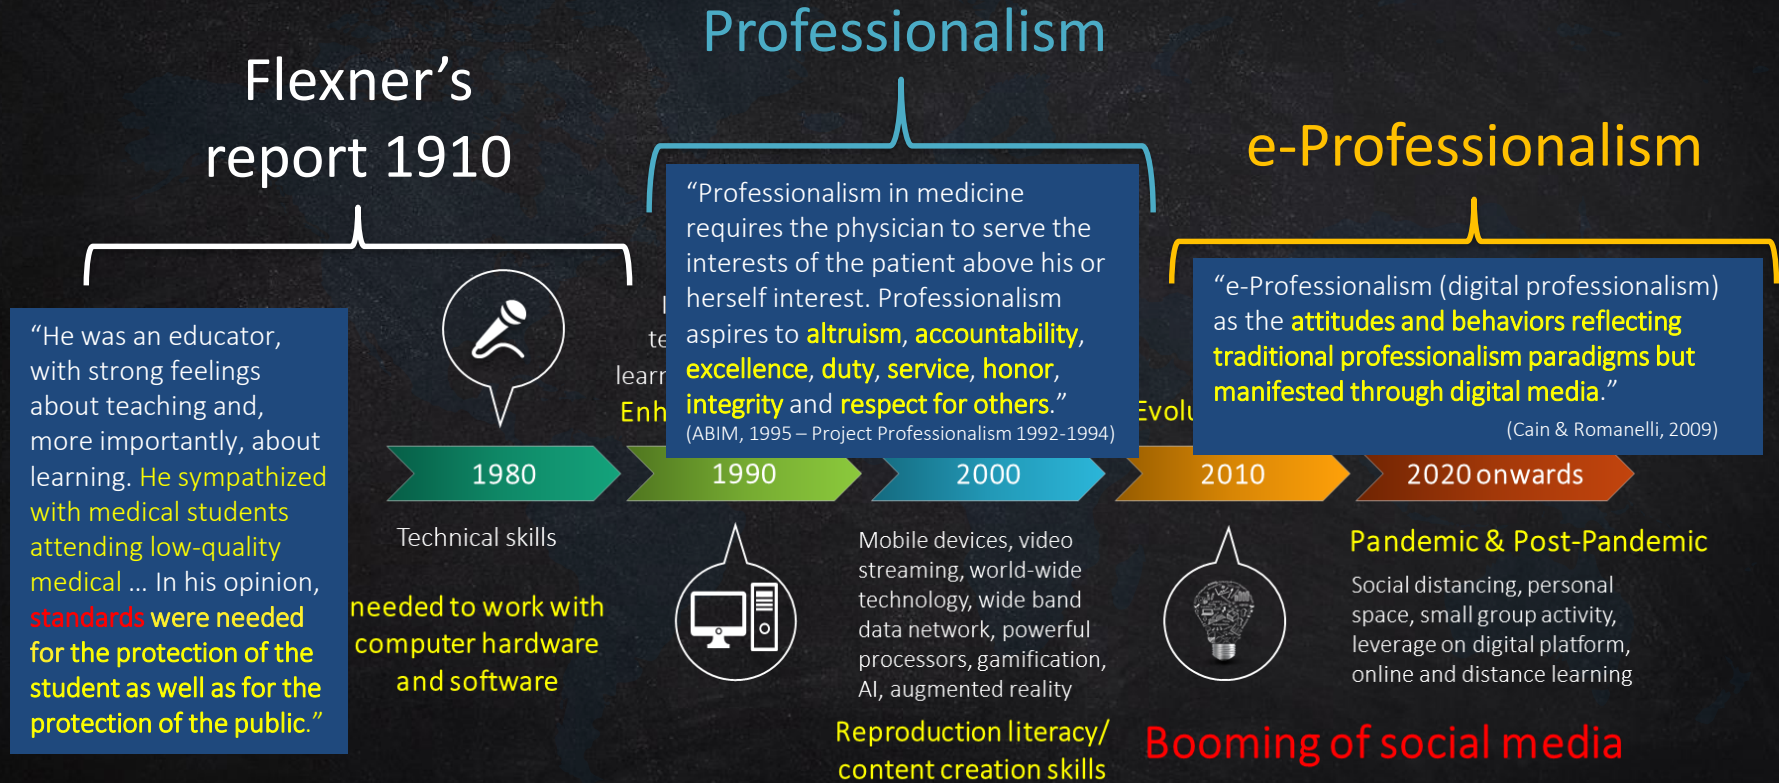 Professionalism
Flexner’s
report 1910
e-Professionalism
“He was an educator,
with strong feelings
about teaching and,
more importantly, about
learning. He sympathized
with medical students
attending low-quality
medical ... In his opinion,
standards were needed
for the protection of the
student as well as for the
protection of the public.”
“Professionalism in medicine
requires the physician to serve the
interests of the patient above his or
herself interest. Professionalism
aspires to altruism, accountability,
excellence, duty, service, honor,
integrity and respect for others.”
(ABIM, 1995 – Project Professionalism 1992-1994)
“e-Professionalism (digital professionalism)
as the attitudes and behaviors reflecting
traditional professionalism paradigms but
manifested through digital media.”
(Cain & Romanelli, 2009)
1980
1990
2000
2010
2020 onwards
Technical skills
needed to work with
computer hardware
and software
Mobile devices, video
streaming, world-wide
technology, wide band
data network, powerful
processors, gamification,
AI, augmented reality
Reproduction literacy/
content creation skills
Pandemic & Post-Pandemic
Social distancing, personal
space, small group activity,
leverage on digital platform,
online and distance learning
Booming of social media